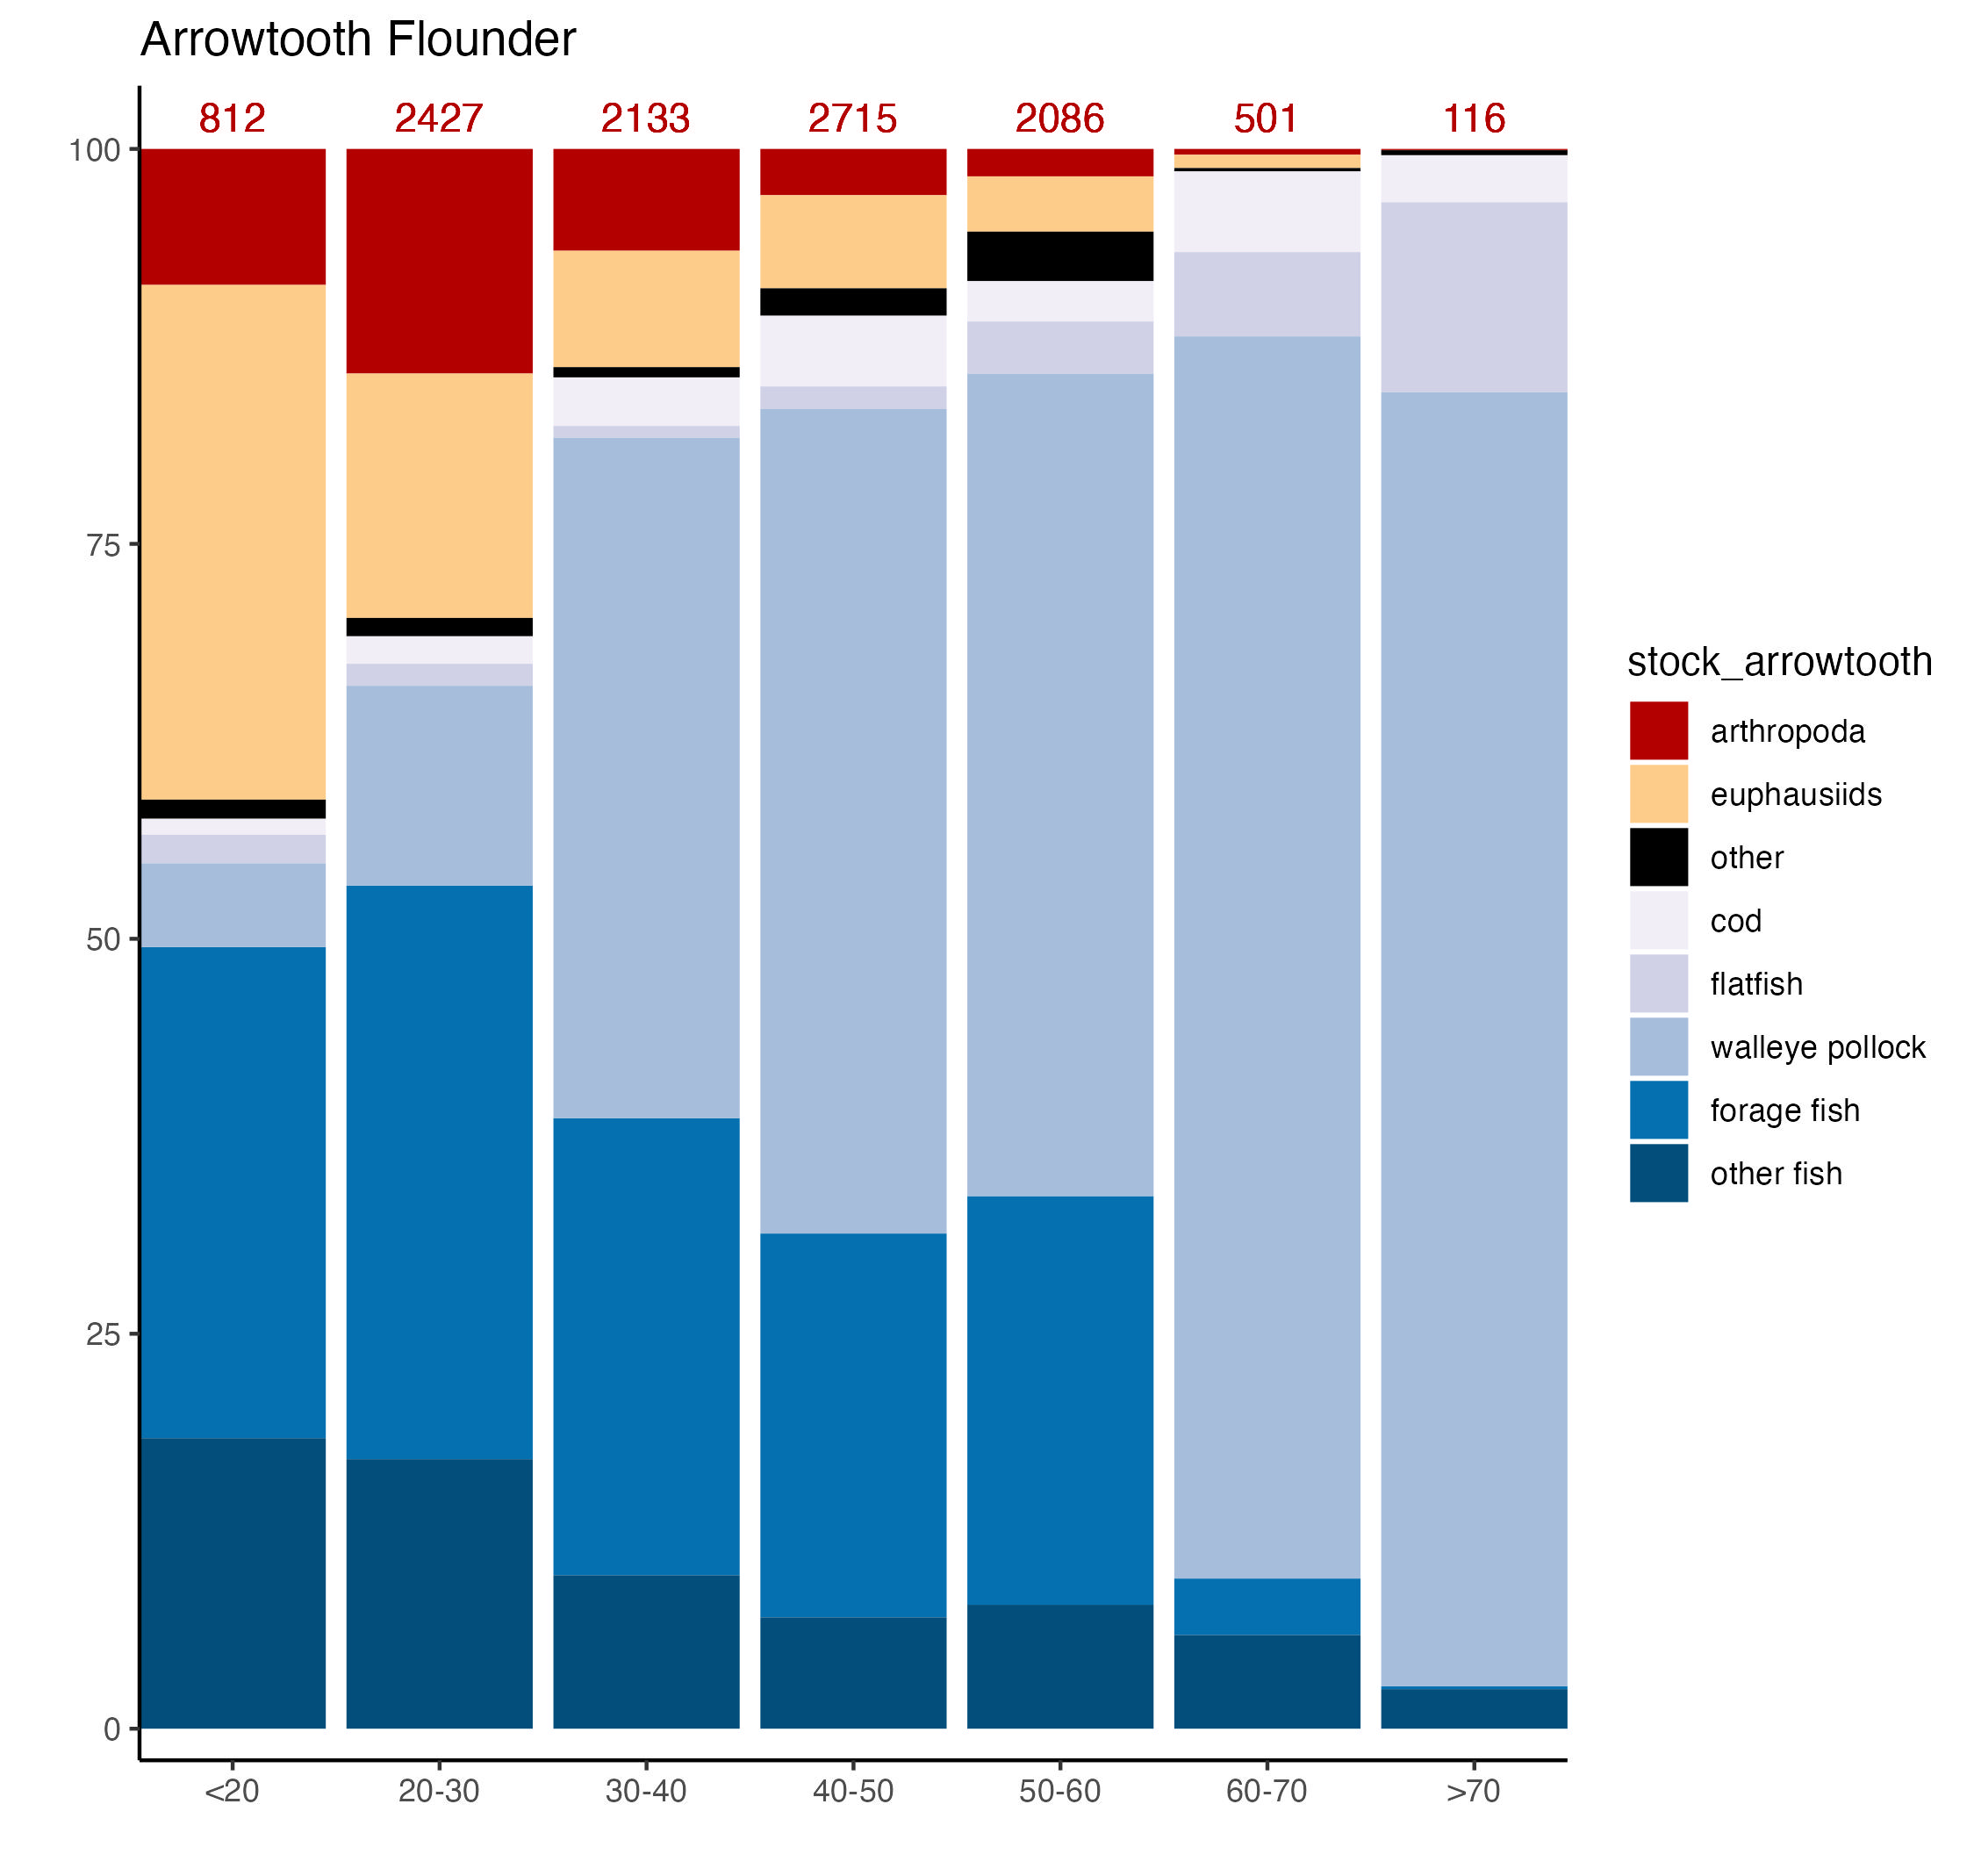 Arrowtooth Flounder
812 2427 2133 2715 2086 501 116
100
75
50
25
0
<20 20-30 30-40 40-50 50-60 60-70 >70
stock_arrowtooth
arthropoda
euphausiids
other
cod
flatfish
walleye pollock
forage fish
other fish